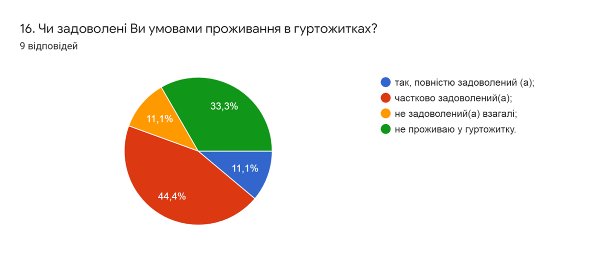 16. Чи задоволені Ви умовами проживання в гуртожитках?
9 відповідей
так, повністю задоволений (а);
частково задоволений(а);
не задоволений(а) взагалі;
не проживаю у гуртожитку.
33,3%
11,1%
11,1%
44,4%